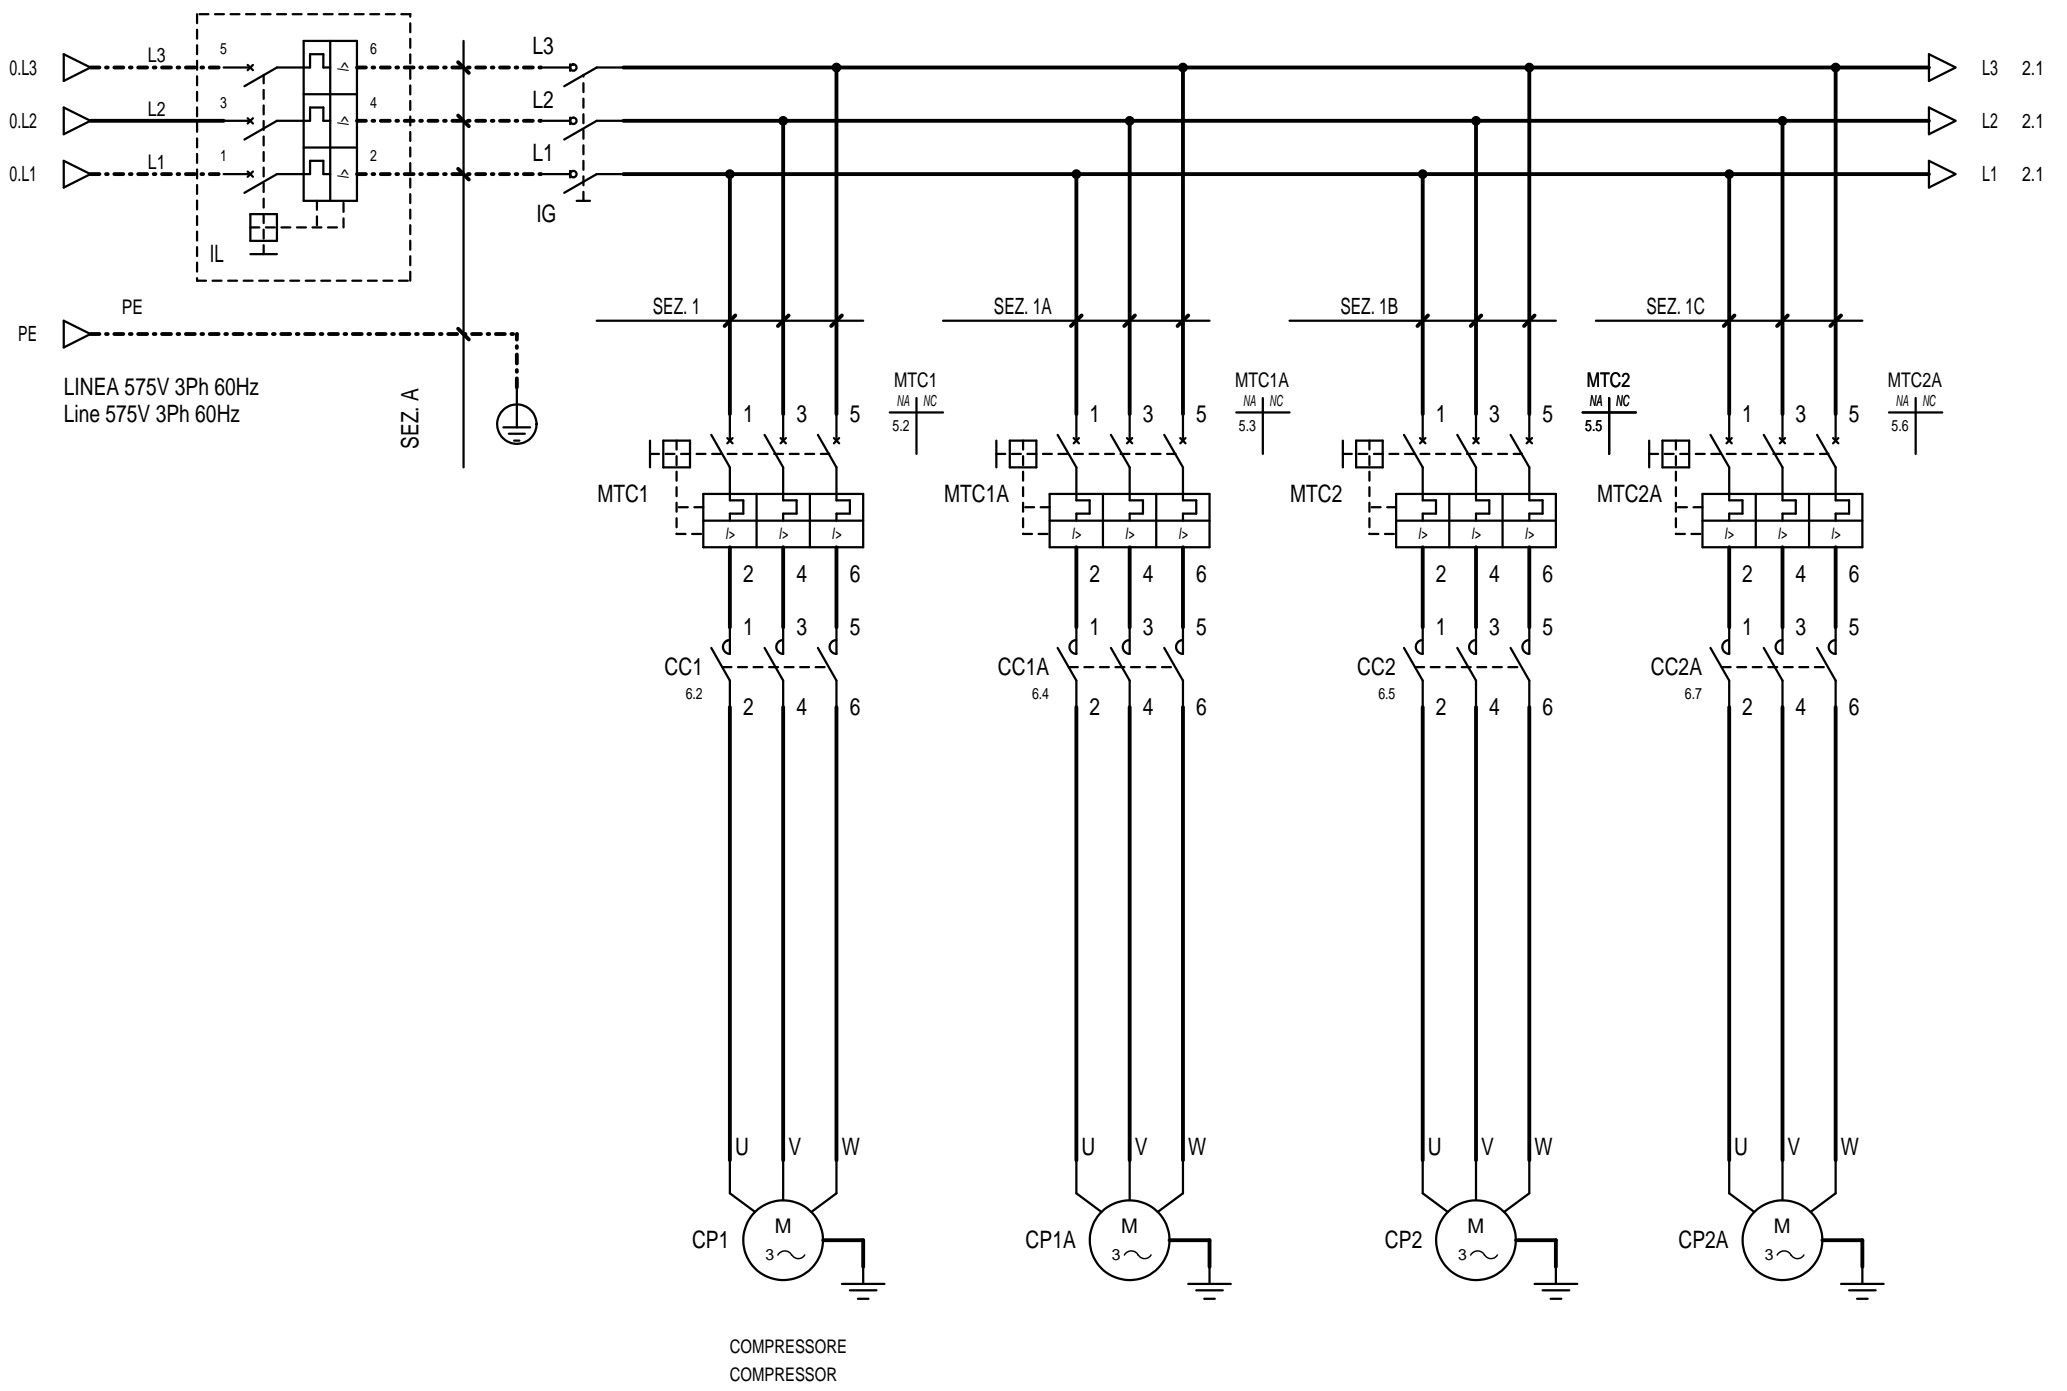 0.L3 L3 5 6 L3 L3 2.1
0.L2 L2 3 4 L2 L2 2.1
0.L1 L1 1 2 L1 L1 2.1
IL IG
PE PE
SEZ. 1 SEZ. 1A SEZ. 1B SEZ. 1C
LINEA 575V 3Ph 60Hz
Line 575V 3Ph 60Hz
SEZ. A
MTC1 MTC1A MTC2 MTC2A
NA NC NA NC NA NC NA NC
5.2 5.3 5.5 5.6
1 3 5 1 3 5 1 3 5 1 3 5
MTC1 MTC1A MTC2 MTC2A
I> I> I> I> I> I> I> I> I> I> I> I>
2 4 6 2 4 6 2 4 6 2 4 6
1 3 5 1 3 5 1 3 5 1 3 5
CC1 CC1A CC2 CC2A
6.2 6.4 6.5 6.7
2 4 6 2 4 6 2 4 6 2 4 6
U V W U V W U V W U V W
M M M M
CP1 CP1A CP2 CP2A
3 3 3 3
COMPRESSORE
COMPRESSOR